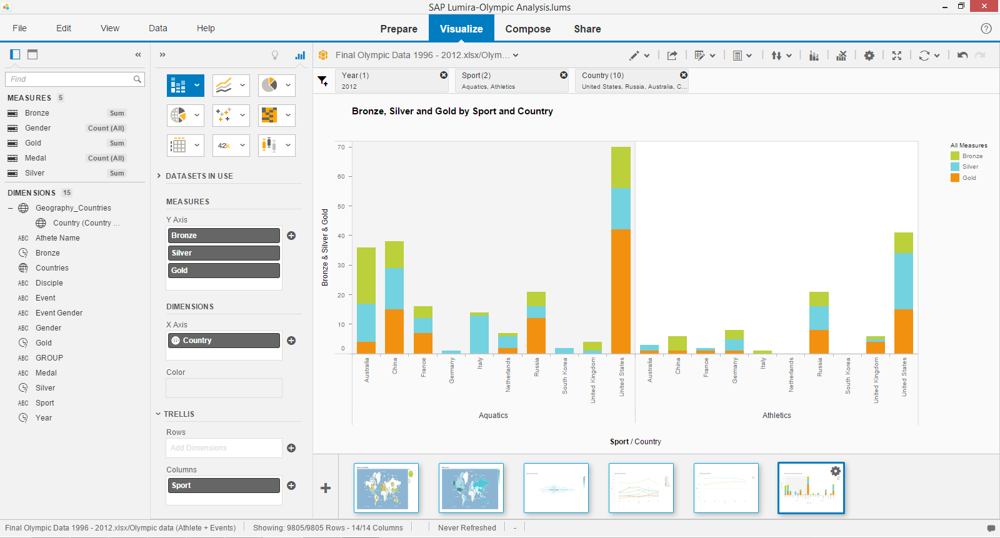 SAP Lumira-Olympic Analysis.lums
File
Edit
View
Data
Help
Prepare
Visualize
Compose
Share
Find
MEASURES 5
Bronze Sum
Gender Count (All)
Gold Sum
Medal Count (All)
Silver Sum
DIMENSIONS 15
Geography_Countries
Country (Country ...
ABC Athete Name
Bronze
Countries
ABC Disciple
ABC Event
ABC Event Gender
ABC Gender
Gold
ABC GROUP
ABC Medal
Silver
ABC Sport
Year
42k
DATASETS IN USE
MEASURES
Y Axis
Bronze
Silver
Gold
DIMENSIONS
X Axis
Country
Color
TRELLIS
Rows
Add Dimensions
Columns
Sport
Final Olympic Data 1996 - 2012.xlsx/Olym...
Year (1)
2012
Sport (2)
Aquatics, Athletics
Country (10)
United States, Russia, Australia, C...
Bronze, Silver and Gold by Sport and Country
Bronze & Silver & Gold
70
60
50
40
30
20
10
0
Australia
China
France
Germany
Italy
Netherlands
Russia
South Korea
United Kingdom
United States
Australia
China
France
Germany
Italy
Netherlands
Russia
South Korea
United Kingdom
United States
Aquatics
Athletics
Sport / Country
All Measures
Bronze
Silver
Gold
Final Olympic Data 1996 - 2012.xlsx/Olympic data (Athlete + Events)
Showing: 9805/9805 Rows - 14/14 Columns
Never Refreshed
-